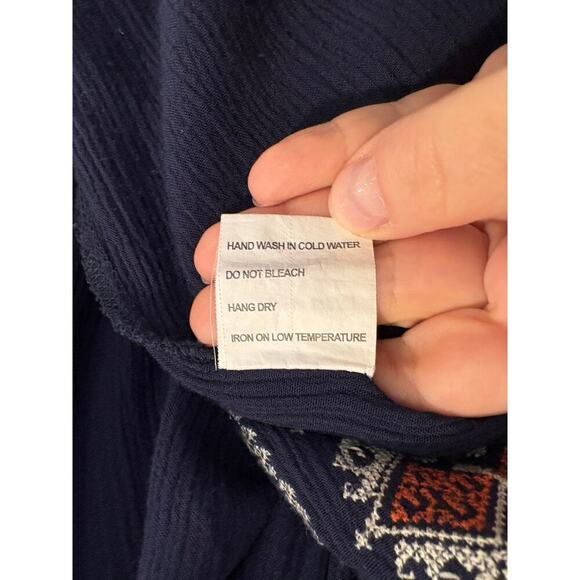 HAND WASH IN COLD WATER
DO NOT BLEACH
HANG DRY
IRON ON LOW TEMPERATURE